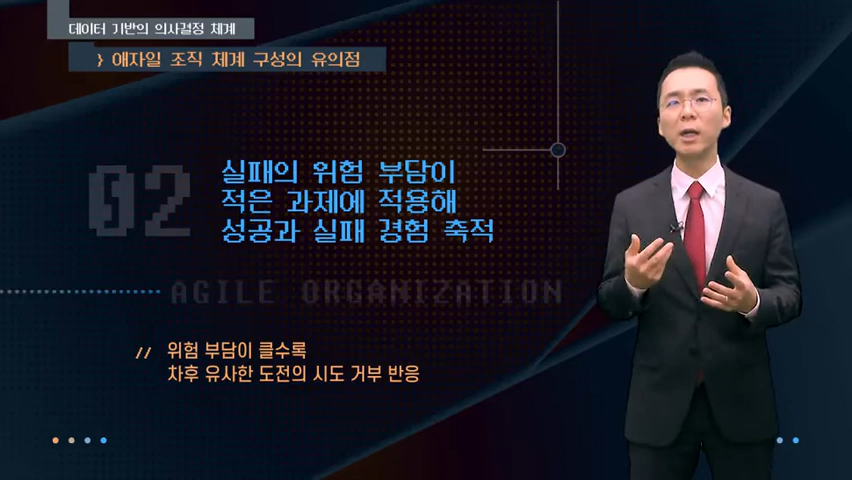 데이터 기반의 의사결정 체계
> 애자일 조직 체계 구성의 유의점
02
실패의 위험 부담이
적은 과제에 적용해
성공과 실패 경험 축적
AGILE ORGANIZATION
// 위험 부담이 클수록
차후 유사한 도전의 시도 거부 반응